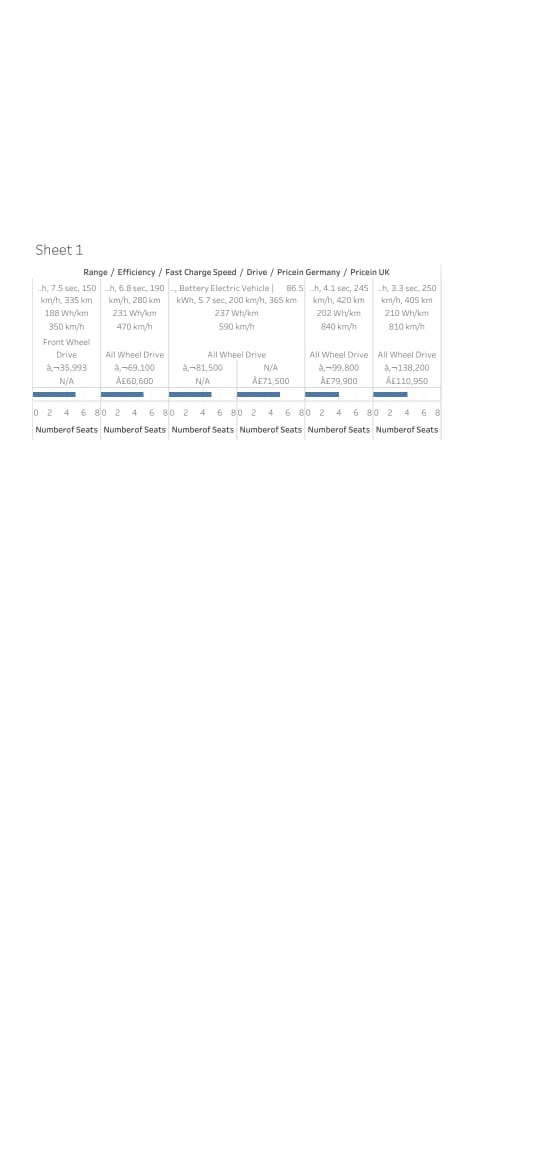 Sheet 1
Range / Efficiency / Fast Charge Speed / Drive / Pricein Germany / Pricein UK
..h, 7.5 sec, 150 ..h, 6.8 sec, 190 .., Battery Electric Vehicle | 86.5 ..h, 4.1 sec, 245 ..h, 3.3 sec, 250
km/h, 335 km km/h, 280 km kWh, 5.7 sec, 200 km/h, 365 km km/h, 420 km km/h, 405 km
188 Wh/km 231 Wh/km 237 Wh/km 202 Wh/km 210 Wh/km
350 km/h 470 km/h 590 km/h 840 km/h 810 km/h
Front Wheel
Drive All Wheel Drive All Wheel Drive All Wheel Drive All Wheel Drive
â‚¬35,993 â‚¬69,100 â‚¬81,500 N/A â‚¬99,800 â‚¬138,200
N/A Â£60,600 N/A Â£71,500 Â£79,900 Â£110,950
0 2 4 6 8 0 2 4 6 8 0 2 4 6 8 0 2 4 6 8 0 2 4 6 8 0 2 4 6 8
Numberof Seats Numberof Seats Numberof Seats Numberof Seats Numberof Seats Numberof Seats